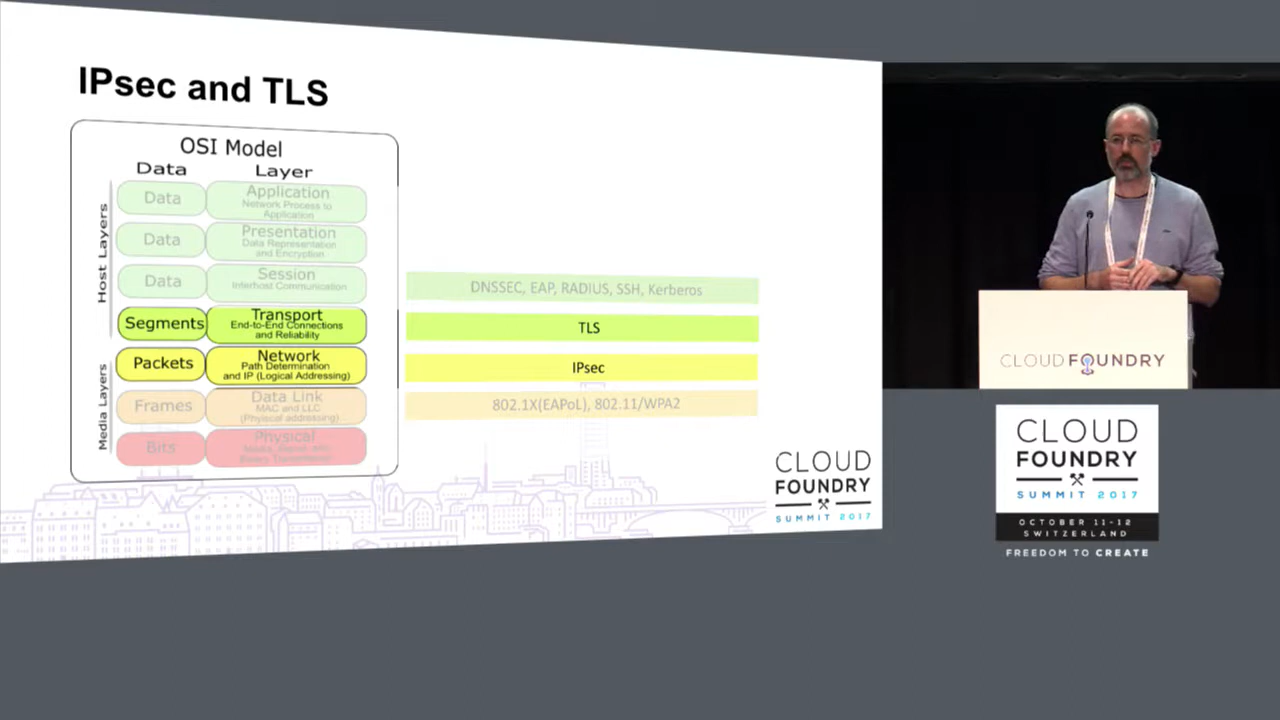 IPsec and TLS
OSI Model
Data Layer
Host Layers
Data
Application
Network Process to
Application
Data
Presentation
Data Representation
and Encryption
Data
Session
Interhost Communication
DNSSEC, EAP, RADIUS, SSH, Kerberos
Segments
Transport
End-to-End Connections
and Reliability
TLS
Media Layers
Packets
Network
Path Determination
and IP (Logical Addressing)
IPsec
Frames
Data Link
MAC and LLC
(Phyiscal addressing)
802.1X(EAPoL), 802.11/WPA2
Bits
Physical
CLOUD
FOUNDRY
SUMMIT 2017
CLOUDFOUNDRY
CLOUD
FOUNDRY
SUMMIT 2017
OCTOBER 11-12
SWITZERLAND
FREEDOM TO CREATE